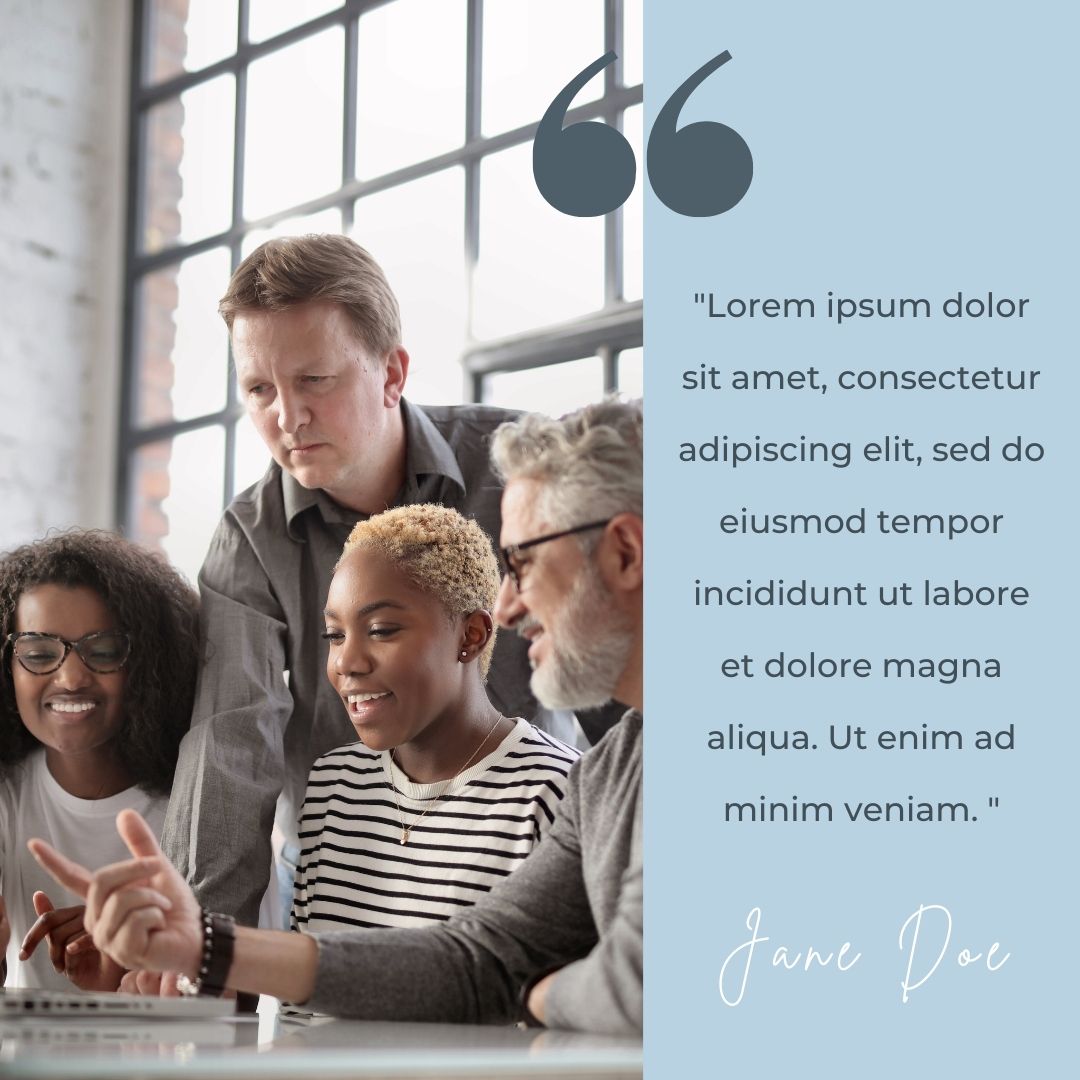 "Lorem ipsum dolor
sit amet, consectetur
adipiscing elit, sed do
eiusmod tempor
incididunt ut labore
et dolore magna
aliqua. Ut enim ad
minim veniam. "
Jane Doe